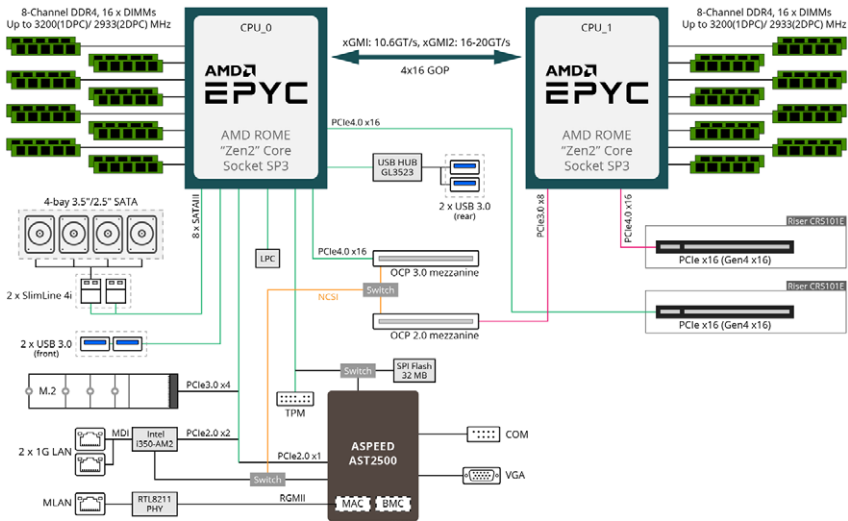 8-Channel DDR4, 16 x DIMMs
Up to 3200(1DPC)/ 2933(2DPC) MHz
CPU_0
AMD
EPYC
AMD ROME
“Zen2” Core
Socket SP3
xGMI: 10.6GT/s, xGMI2: 16-20GT/s
4x16 GOP
CPU_1
AMD
EPYC
AMD ROME
“Zen2” Core
Socket SP3
8-Channel DDR4, 16 x DIMMs
Up to 3200(1DPC)/ 2933(2DPC) MHz
PCIe4.0 x16
USB HUB
GL3523
2 x USB 3.0
(rear)
4-bay 3.5"/2.5" SATA
8 x SATAIII
LPC
PCIe4.0 x16
OCP 3.0 mezzanine
PCIe3.0 x8
PCIe4.0 x16
Riser CRS101E
PCIe x16 (Gen4 x16)
2 x SlimLine 4i
NCSI
Switch
OCP 2.0 mezzanine
Riser CRS101E
PCIe x16 (Gen4 x16)
2 x USB 3.0
(front)
M.2
PCIe3.0 x4
TPM
Switch
SPI Flash
32 MB
2 x 1G LAN
MDI
Intel
i350-AM2
PCIe2.0 x2
PCIe2.0 x1
Switch
ASPEED
AST2500
COM
VGA
MLAN
RTL8211
PHY
RGMII
MAC
BMC